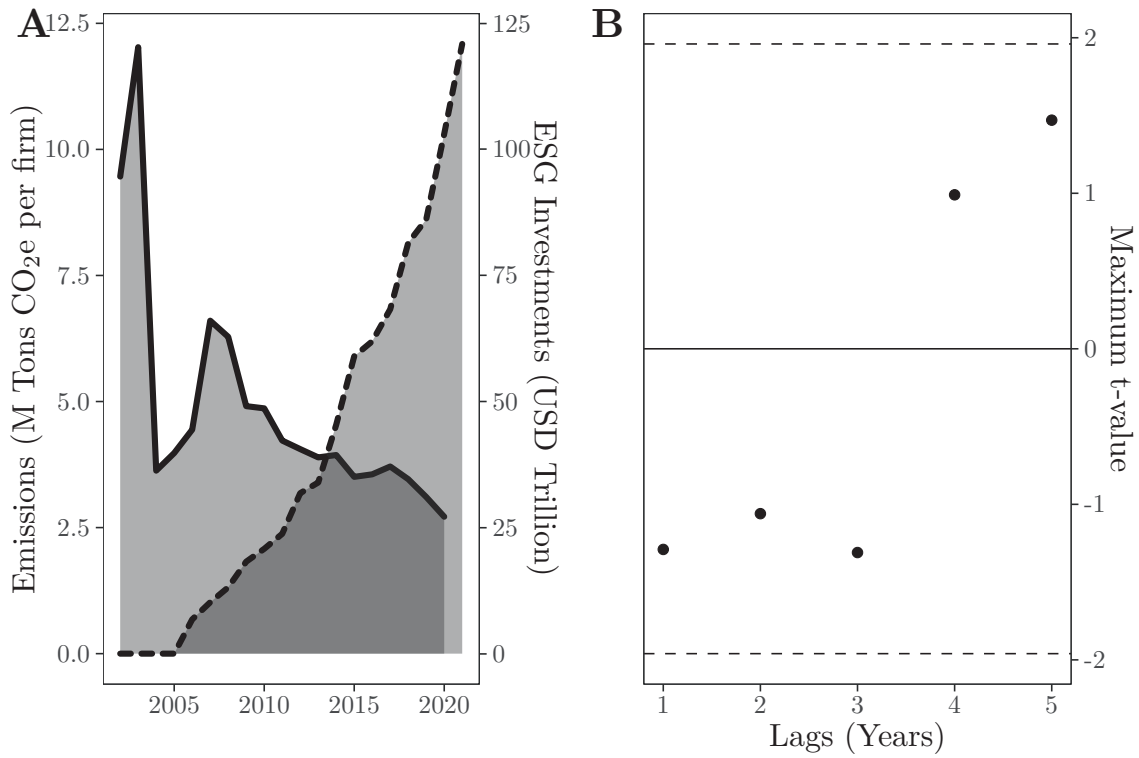 A
12.5
10.0
7.5
5.0
2.5
0.0
Emissions (M Tons CO₂e per firm)
125
100
75
50
25
0
ESG Investments (USD Trillion)
2005 2010 2015 2020
B
2
1
0
-1
-2
Maximum t-value
1 2 3 4 5
Lags (Years)